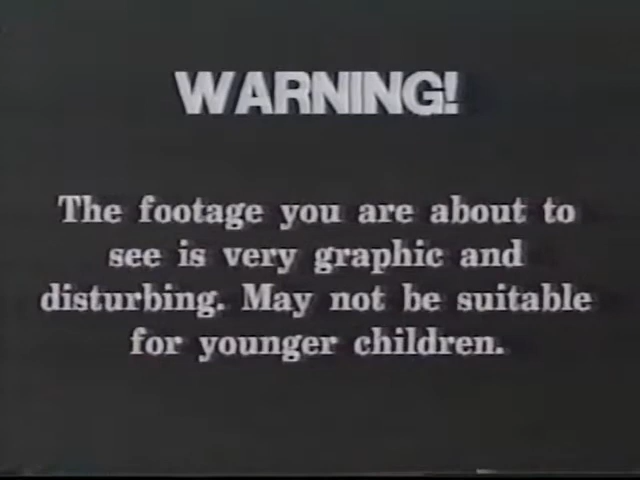 WARNING!
The footage you are about to
see is very graphic and
disturbing. May not be suitable
for younger children.